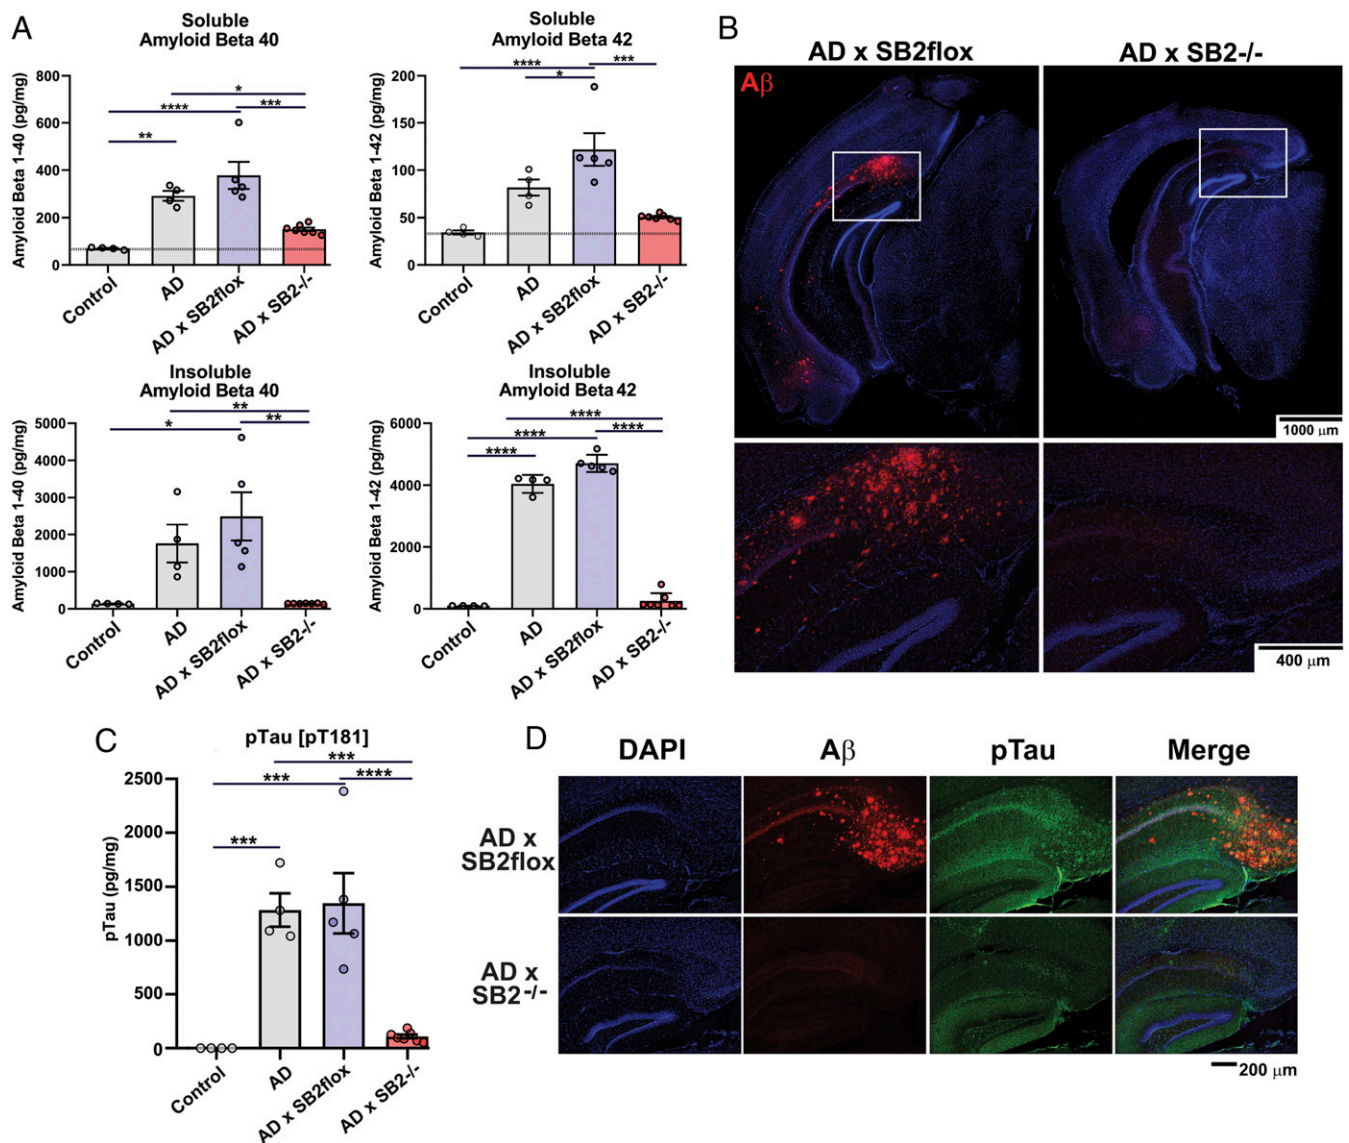 A
Soluble
Amyloid Beta 40
Amyloid Beta 1-40 (pg/mg)
800
600
400
200
0
*
****
***
**
Control
AD
AD x SB2flox
AD x SB2-/-
Soluble
Amyloid Beta 42
Amyloid Beta 1-42 (pg/mg)
200
150
100
50
0
****
***
*
Control
AD
AD x SB2flox
AD x SB2-/-
Insoluble
Amyloid Beta 40
Amyloid Beta 1-40 (pg/mg)
5000
4000
3000
2000
1000
0
**
*
**
Control
AD
AD x SB2flox
AD x SB2-/-
Insoluble
Amyloid Beta 42
Amyloid Beta 1-42 (pg/mg)
6000
4000
2000
0
****
****
****
****
Control
AD
AD x SB2flox
AD x SB2-/-
B
AD x SB2flox
AD x SB2-/-
Aβ
1000 μm
400 μm
C
pTau [pT181]
pTau (pg/mg)
2500
2000
1500
1000
500
0
***
***
****
***
Control
AD
AD x SB2flox
AD x SB2-/-
D
DAPI
Aβ
pTau
Merge
AD x
SB2flox
AD x
SB2-/-
200 μm